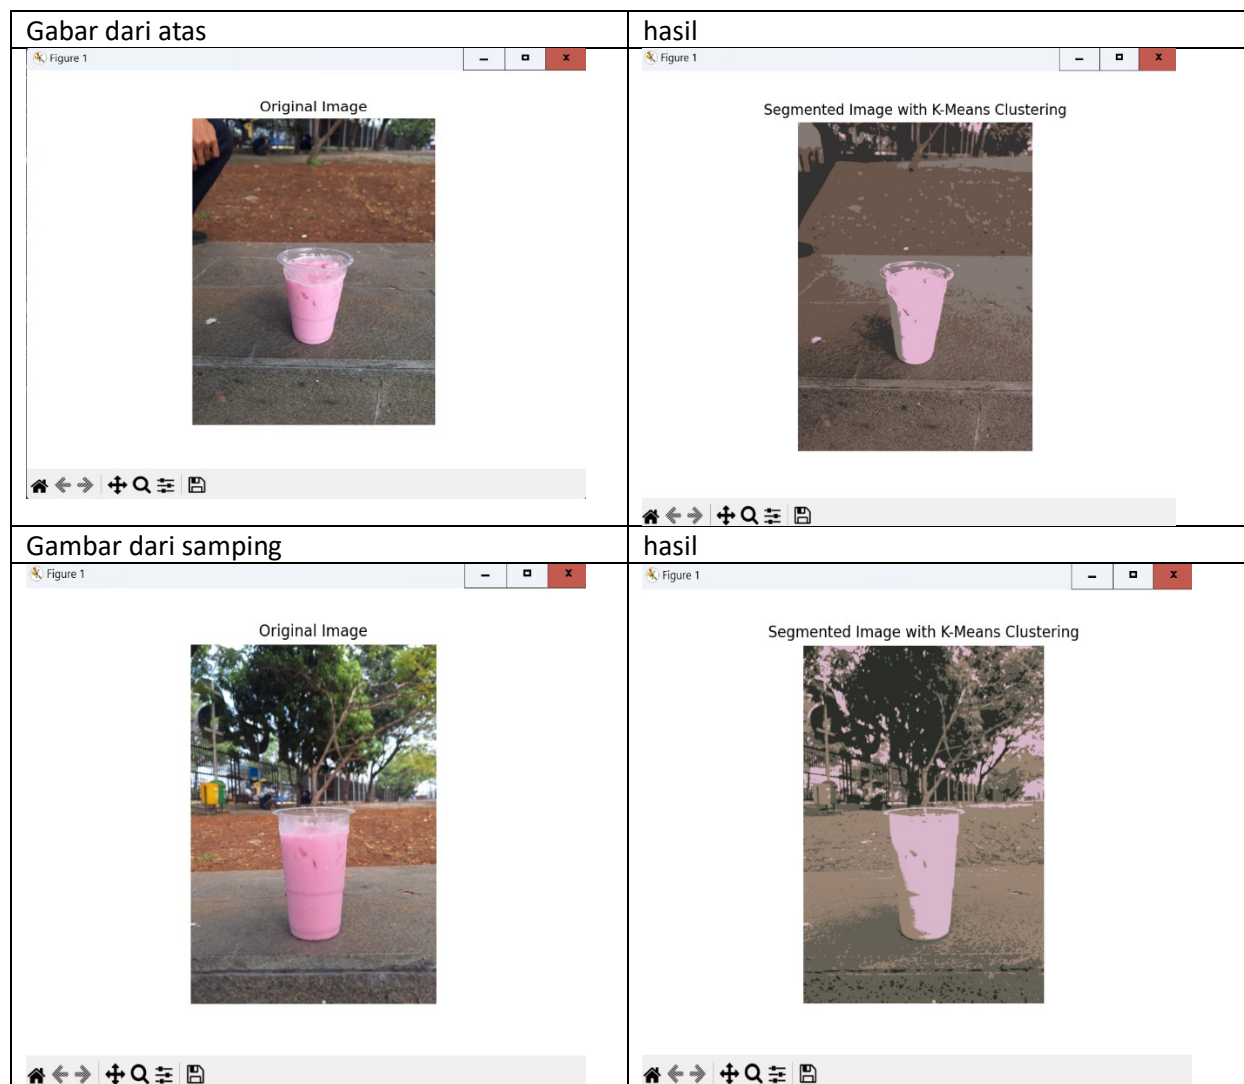 Gabar dari atas
hasil
Figure 1
Figure 1
Original Image
Segmented Image with K-Means Clustering
Gambar dari samping
hasil
Figure 1
Figure 1
Original Image
Segmented Image with K-Means Clustering